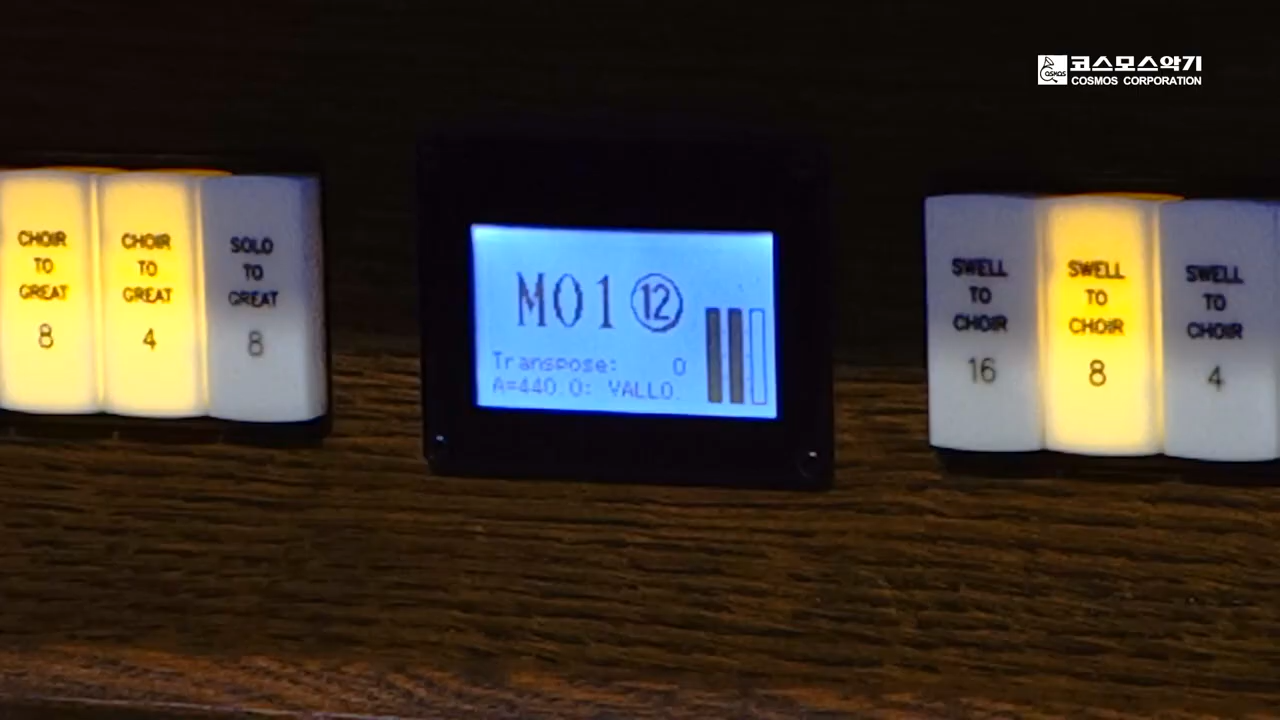 코스모스악기
COSMOS
COSMOS CORPORATION
CHOIR
TO
GREAT
8
CHOIR
TO
GREAT
4
SOLO
TO
GREAT
8
M01 ⑫
Transpose: 0
A=440.0: VALLO.
SWELL
TO
CHOIR
16
SWELL
TO
CHOIR
8
SWELL
TO
CHOIR
4